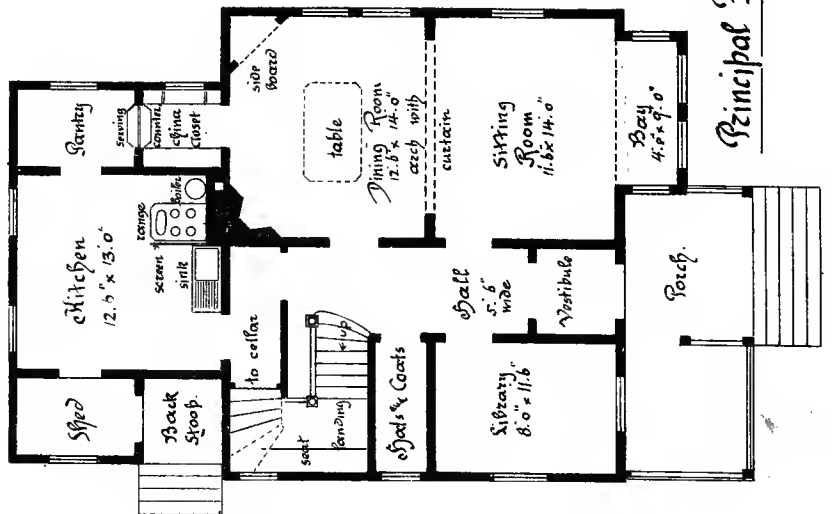 Principal
Pantry
serving
counter
china
closet
side
board
table
Dining Room
12.6" x 14.0"
arch with
curtain
Sitting
Room
11.6 x 14.0"
Bay
4.6 x 9.0"
Kitchen
12.6" x 13.0"
range
boiler
screen
sink
to cellar
up
Hall
5'.6"
wide
Vestibule
Porch.
Shed
Back
Stoop.
seat
landing
Hats & Coats
Library
8.0" x 11.6